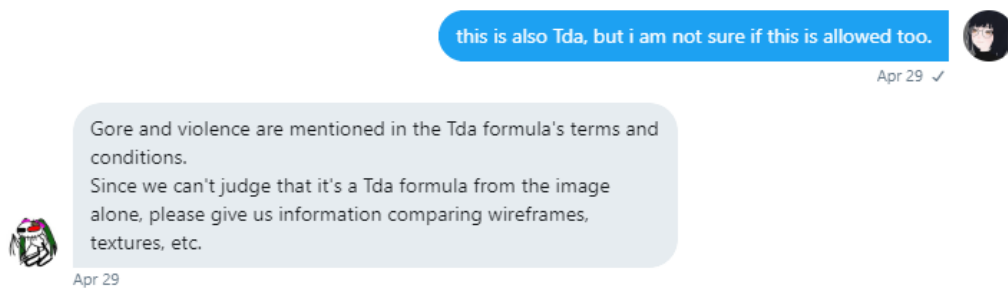 this is also Tda, but i am not sure if this is allowed too.
Apr 29 ✓
Gore and violence are mentioned in the Tda formula's terms and
conditions.
Since we can't judge that it's a Tda formula from the image
alone, please give us information comparing wireframes,
textures, etc.
Apr 29